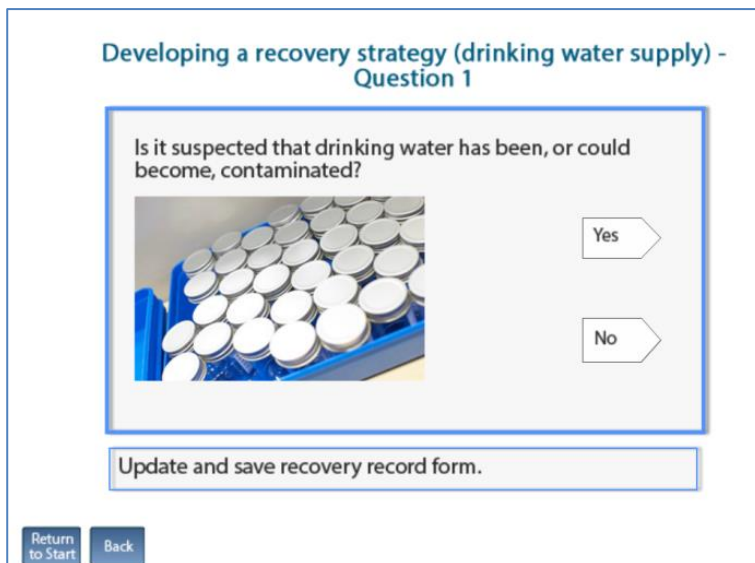 Developing a recovery strategy (drinking water supply) -
Question 1
Is it suspected that drinking water has been, or could
become, contaminated?
Yes
No
Update and save recovery record form.
Return
to Start
Back